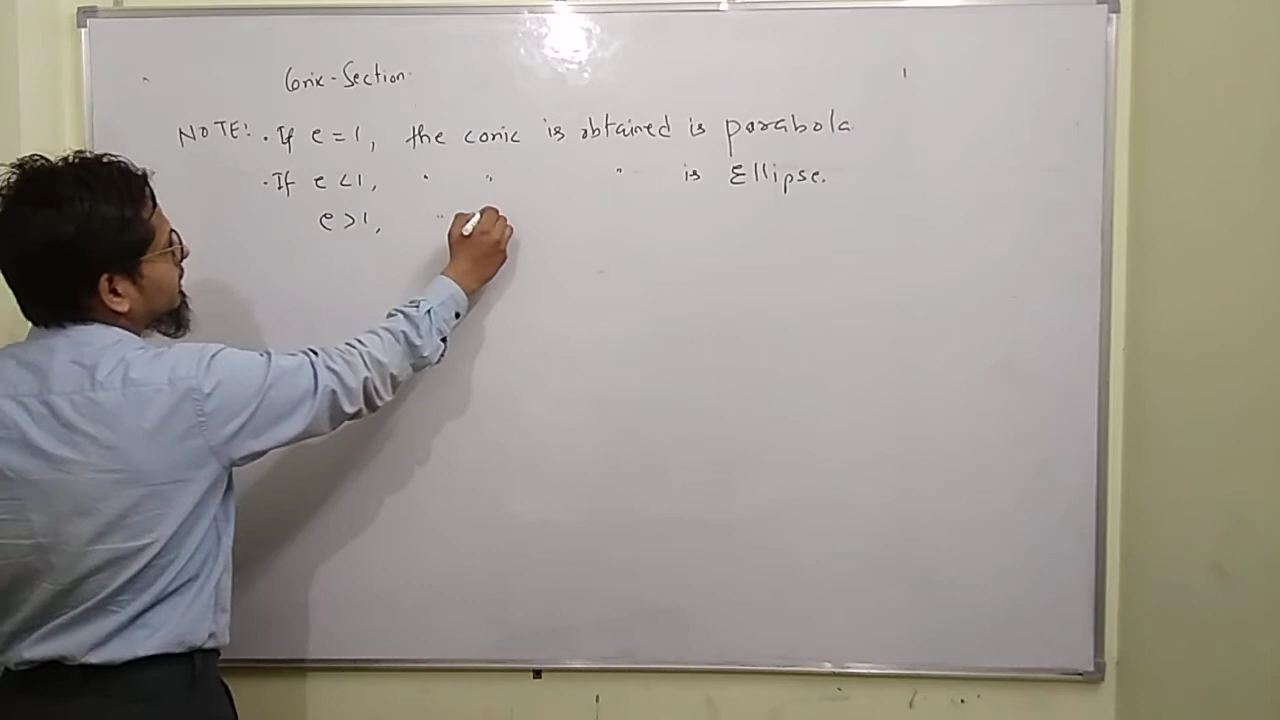 Conic-Section.
NOTE: • If e = 1, the conic is obtained is parabola
• If e < 1, " " " is Ellipse.
e > 1, "